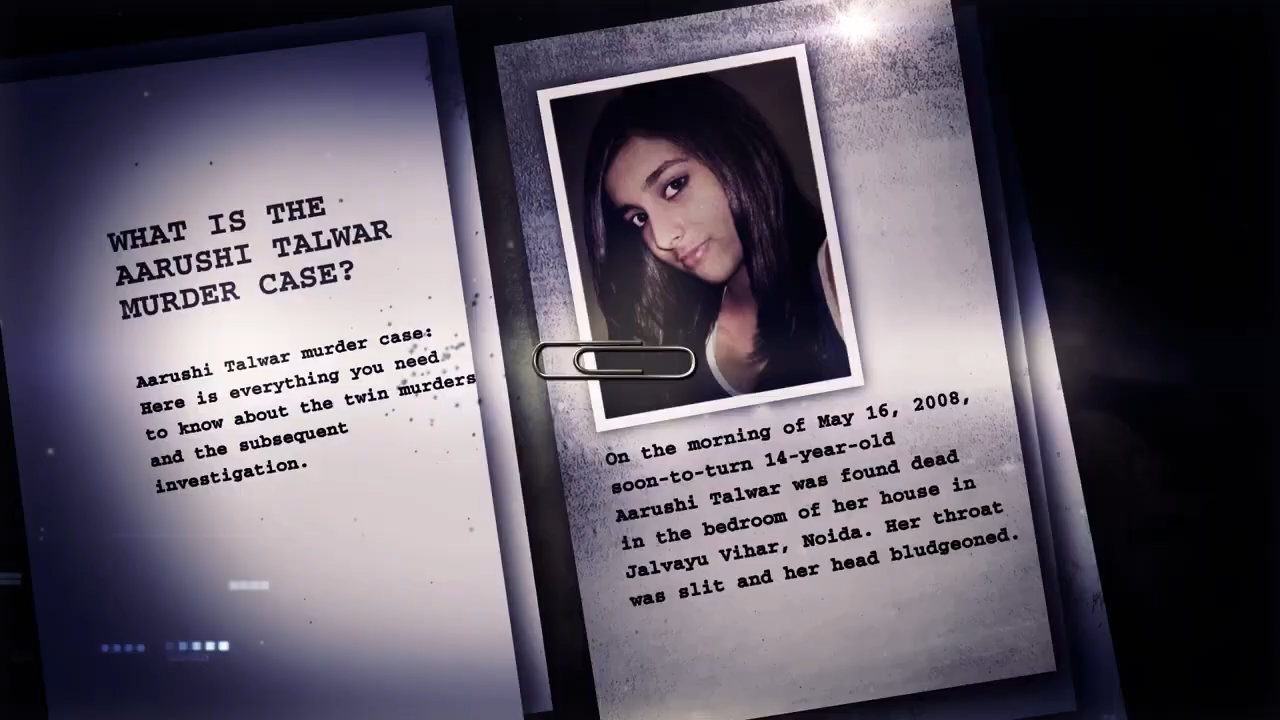 WHAT IS THE
AARUSHI TALWAR
MURDER CASE?
Aarushi Talwar murder case:
Here is everything you need
to know about the twin murders
and the subsequent
investigation.
On the morning of May 16, 2008,
soon-to-turn 14-year-old
Aarushi Talwar was found dead
in the bedroom of her house in
Jalvayu Vihar, Noida. Her throat
was slit and her head bludgeoned.